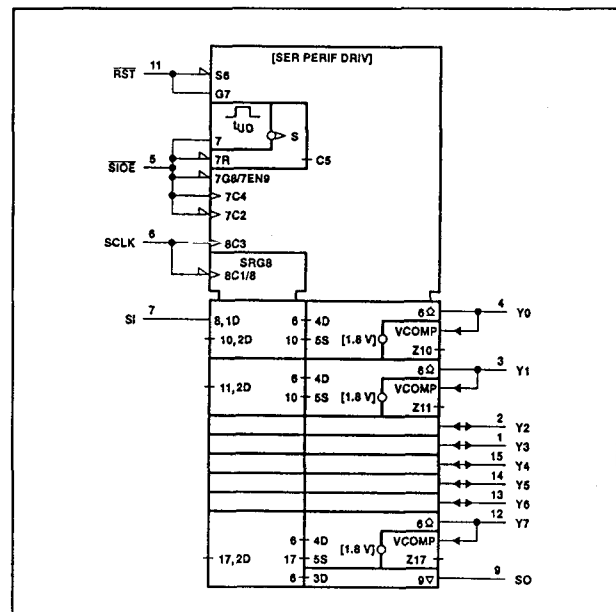 [SER PERIF DRIV]
11
RST
S6
G7
tUD
S
7
C5
5
SIOE
7R
7G8/7EN9
7C4
7C2
6
SCLK
8C3
SRG8
8C1/8
7
SI
8,1D
6 4D
6Ω
4
Y0
VCOMP
10,2D
10 5S
[1.8 V]
Z10
6Ω
3
Y1
6 4D
VCOMP
11,2D
10 5S
[1.8 V]
Z11
2
Y2
1
Y3
15
Y4
14
Y5
13
Y6
6Ω
12
Y7
6 4D
VCOMP
17,2D
17 5S
[1.8 V]
Z17
6 3D
9▽
9
SO